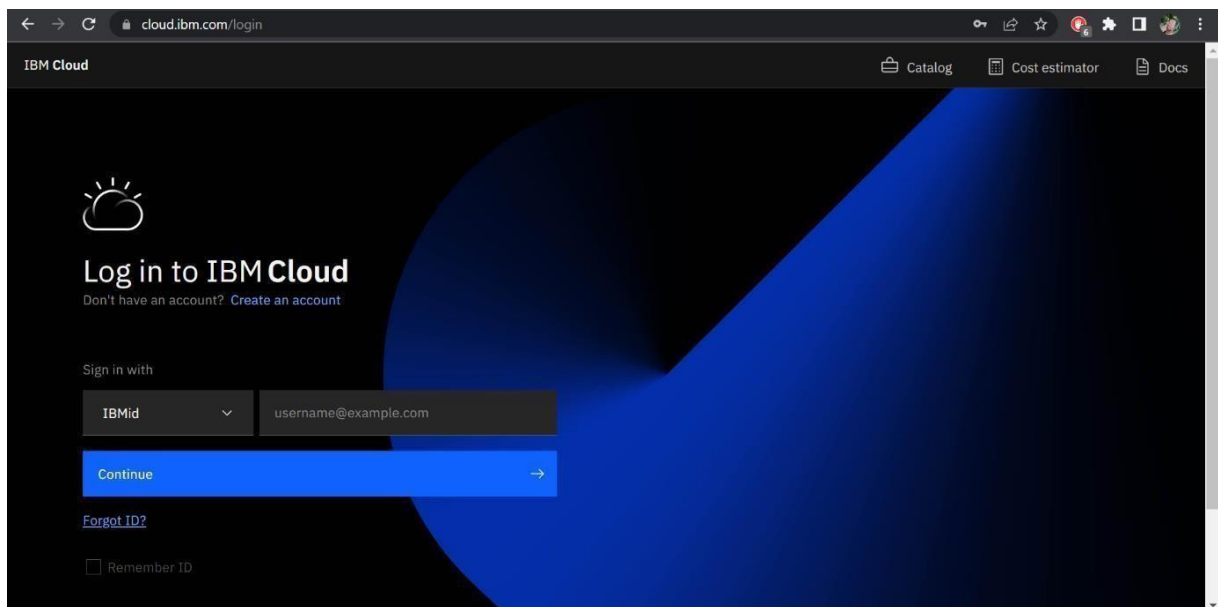 cloud.ibm.com/login
6
IBM Cloud
Catalog
Cost estimator
Docs
Log in to IBM Cloud
Don't have an account? Create an account
Sign in with
IBMid
username@example.com
Continue
Forgot ID?
Remember ID